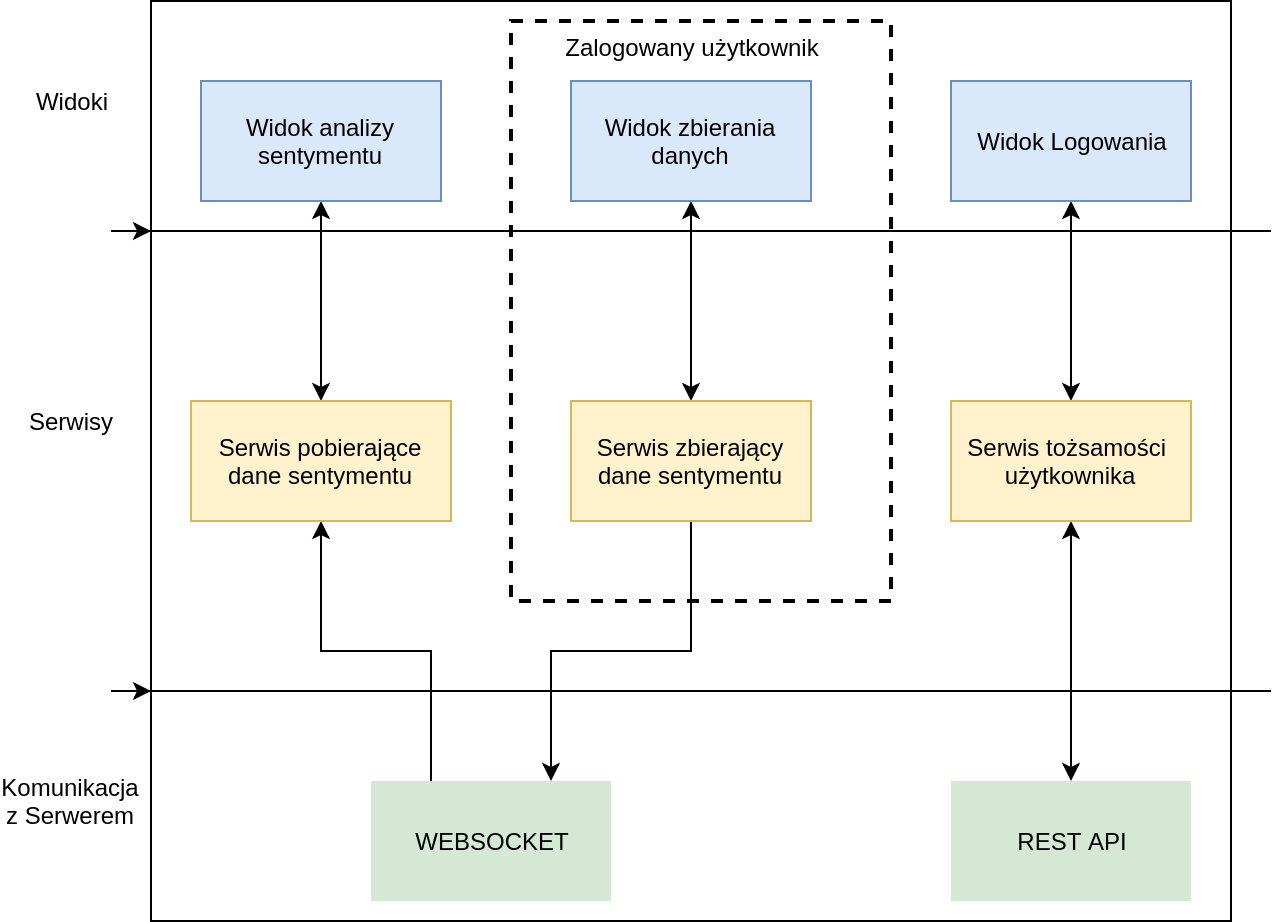 Zalogowany użytkownik
Widoki
Widok analizy
sentymentu
Widok zbierania
danych
Widok Logowania
Serwisy
Serwis pobierające
dane sentymentu
Serwis zbierający
dane sentymentu
Serwis tożsamości
użytkownika
Komunikacja
z Serwerem
WEBSOCKET
REST API